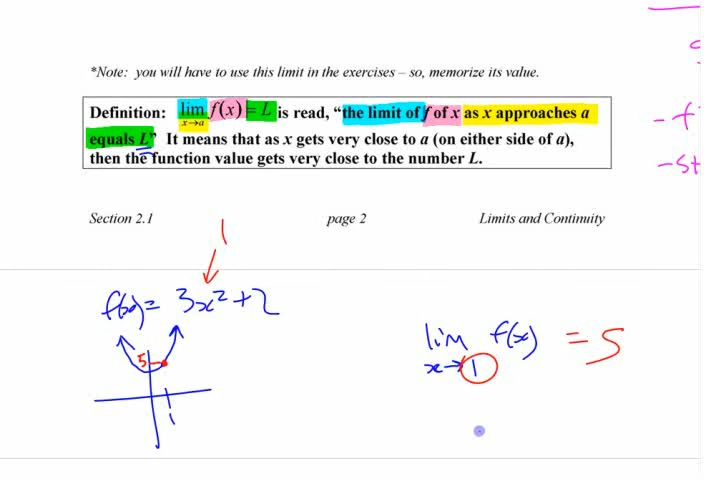 *Note: you will have to use this limit in the exercises – so, memorize its value.
Definition: lim x→a f(x) = L is read, “the limit of f of x as x approaches a
equals L” It means that as x gets very close to a (on either side of a),
then the function value gets very close to the number L.
Section 2.1 page 2 Limits and Continuity
1
f(x) = 3x²+2
lim x→1 f(x) = 5
5
1
- f
- st